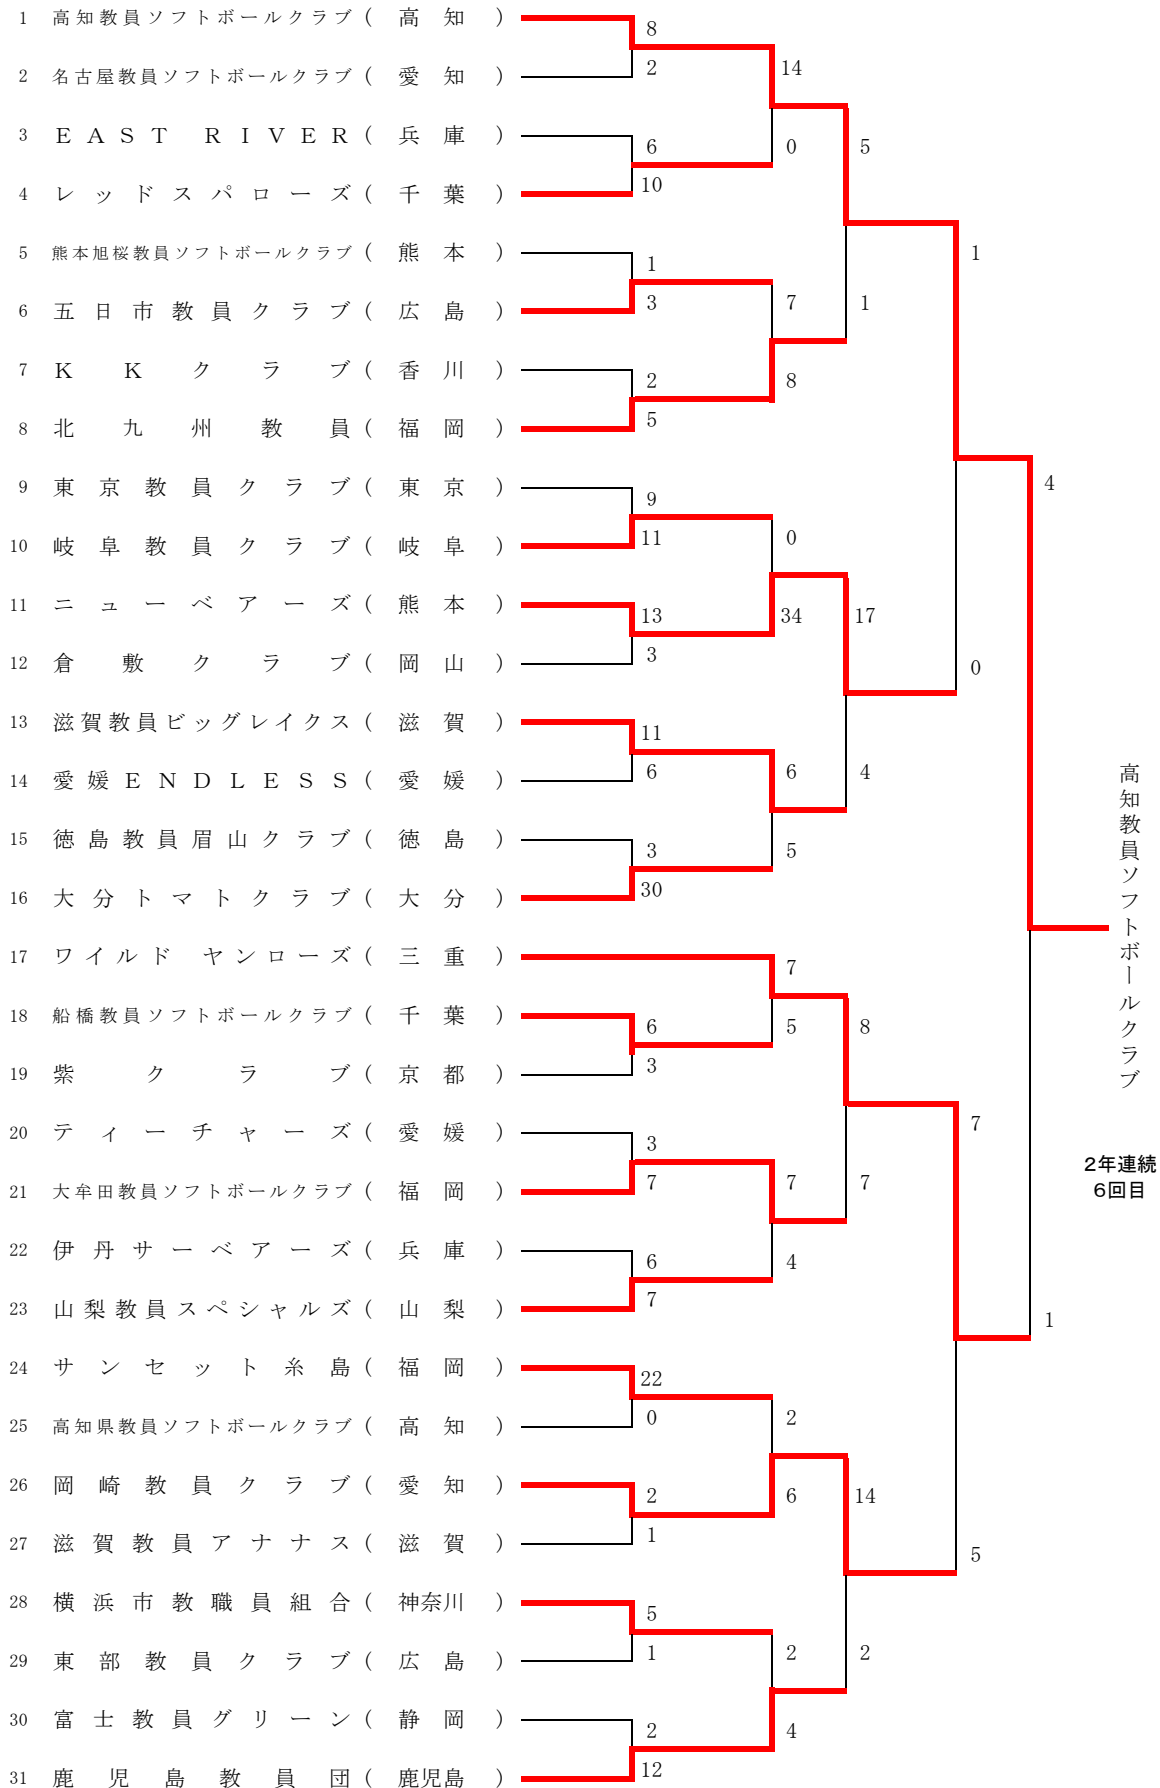 1 高知教員ソフトボールクラブ ( 高知 )
8
2 名古屋教員ソフトボールクラブ ( 愛知 )
2
14
3 EAST RIVER ( 兵庫 )
6
0
5
4 レッドスパローズ ( 千葉 )
10
5 熊本旭桜教員ソフトボールクラブ ( 熊本 )
1
1
6 五日市教員クラブ ( 広島 )
3
7
1
7 KKクラブ ( 香川 )
2
8
8 北九州教員 ( 福岡 )
5
9 東京教員クラブ ( 東京 )
9
4
10 岐阜教員クラブ ( 岐阜 )
11
0
11 ニューベアーズ ( 熊本 )
13
34
17
12 倉敷クラブ ( 岡山 )
3
0
13 滋賀教員ビッグレイクス ( 滋賀 )
11
14 愛媛ENDLESS ( 愛媛 )
6
6
4
15 徳島教員眉山クラブ ( 徳島 )
3
5
16 大分トマトクラブ ( 大分 )
30
高知教員ソフトボールクラブ
17 ワイルド ヤンローズ ( 三重 )
7
18 船橋教員ソフトボールクラブ ( 千葉 )
6
5
8
19 紫クラブ ( 京都 )
3
20 ティーチャーズ ( 愛媛 )
3
7
2年連続
6回目
21 大牟田教員ソフトボールクラブ ( 福岡 )
7
7
7
22 伊丹サーベアーズ ( 兵庫 )
6
4
23 山梨教員スペシャルズ ( 山梨 )
7
1
24 サンセット糸島 ( 福岡 )
22
25 高知県教員ソフトボールクラブ ( 高知 )
0
2
26 岡崎教員クラブ ( 愛知 )
2
6
14
27 滋賀教員アナナス ( 滋賀 )
1
5
28 横浜市教職員組合 ( 神奈川 )
5
29 東部教員クラブ ( 広島 )
1
2
2
30 富士教員グリーン ( 静岡 )
2
4
31 鹿児島教員団 ( 鹿児島 )
12